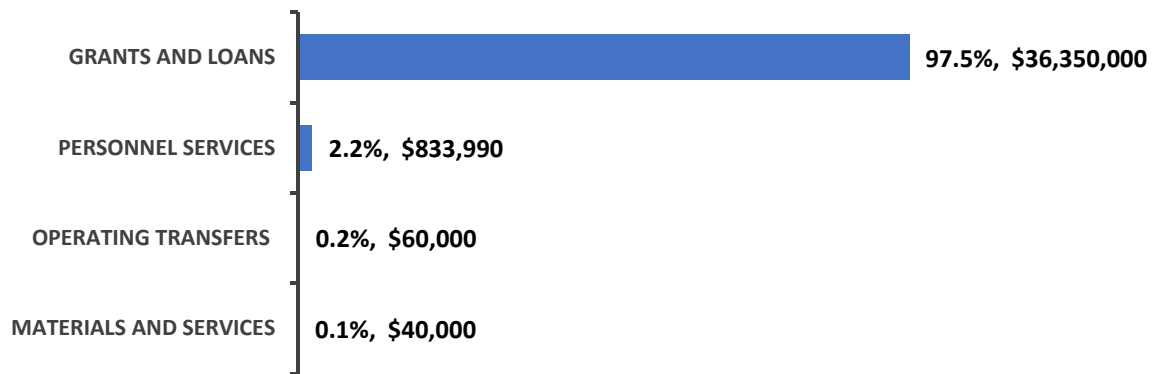 GRANTS AND LOANS 97.5%, $36,350,000
PERSONNEL SERVICES 2.2%, $833,990
OPERATING TRANSFERS 0.2%, $60,000
MATERIALS AND SERVICES 0.1%, $40,000